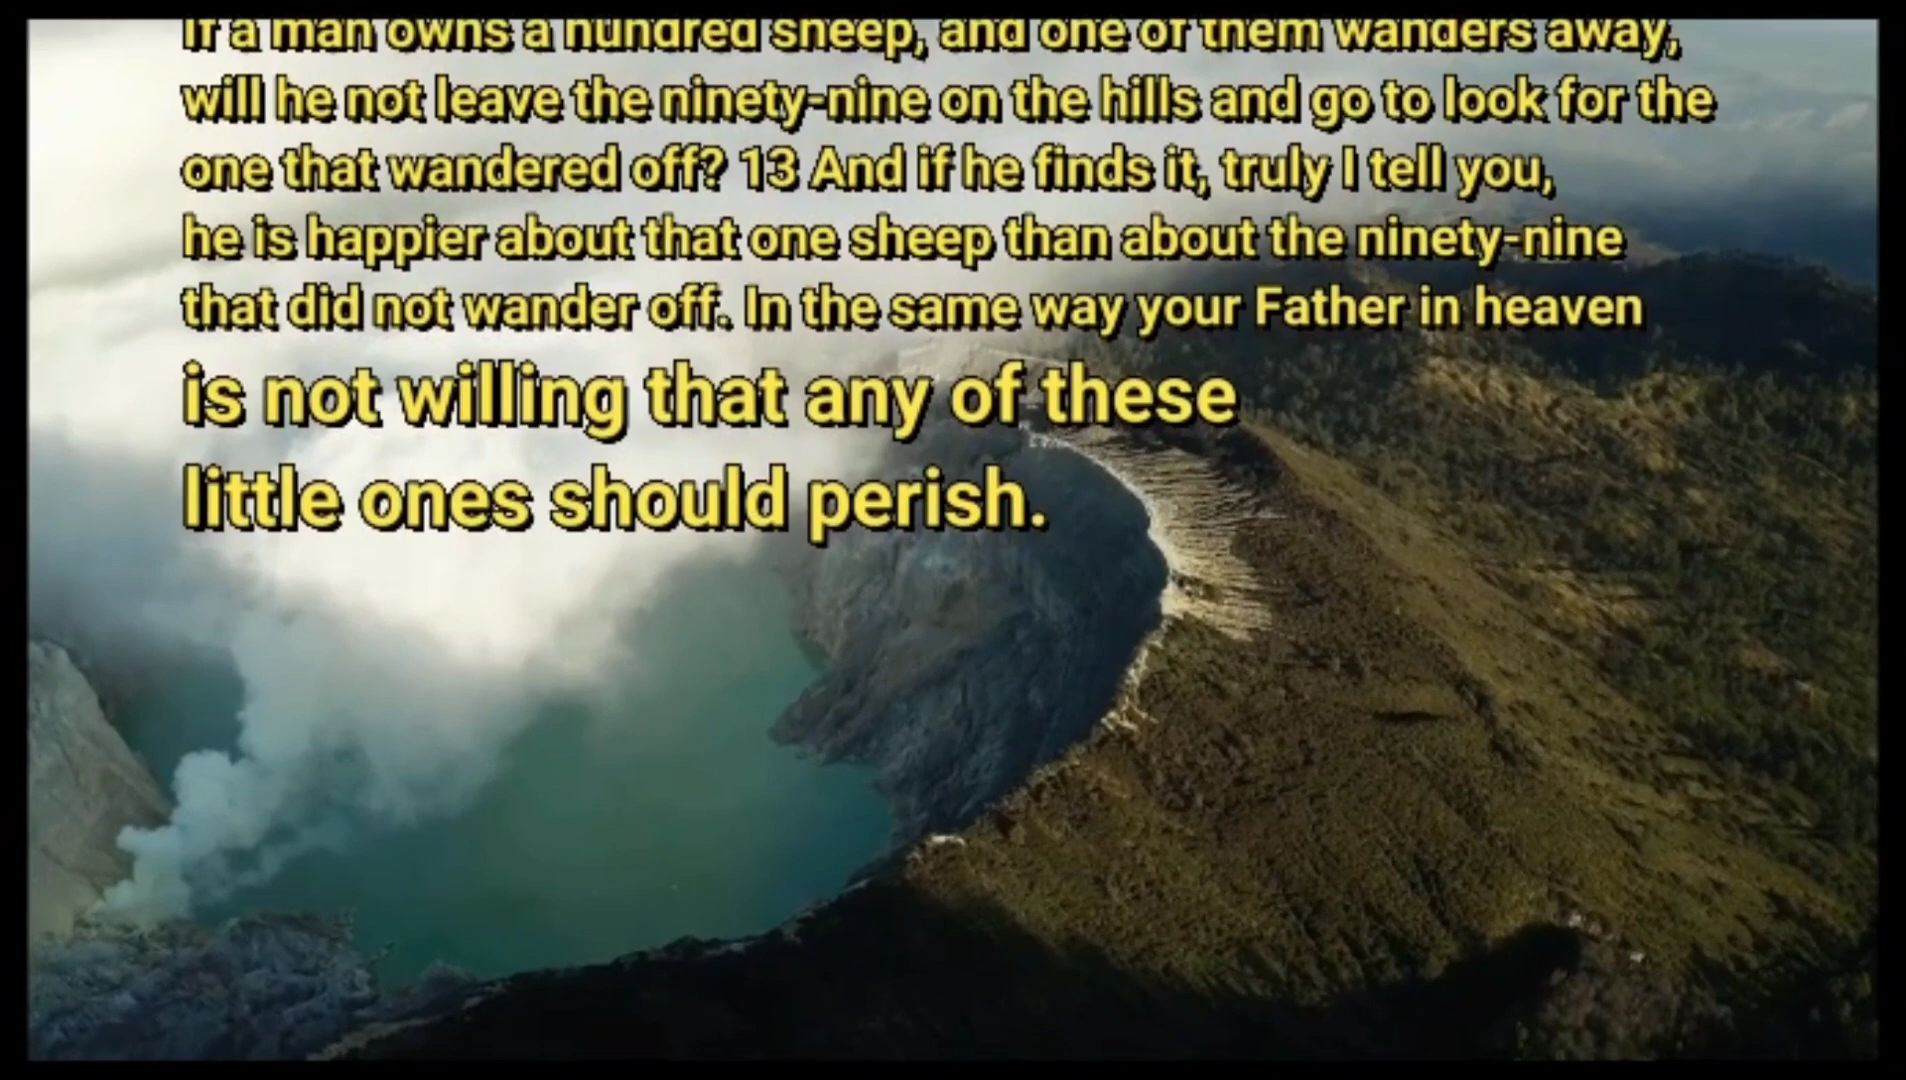 If a man owns a hundred sheep, and one of them wanders away,
will he not leave the ninety-nine on the hills and go to look for the
one that wandered off? 13 And if he finds it, truly I tell you,
he is happier about that one sheep than about the ninety-nine
that did not wander off. In the same way your Father in heaven
is not willing that any of these
little ones should perish.